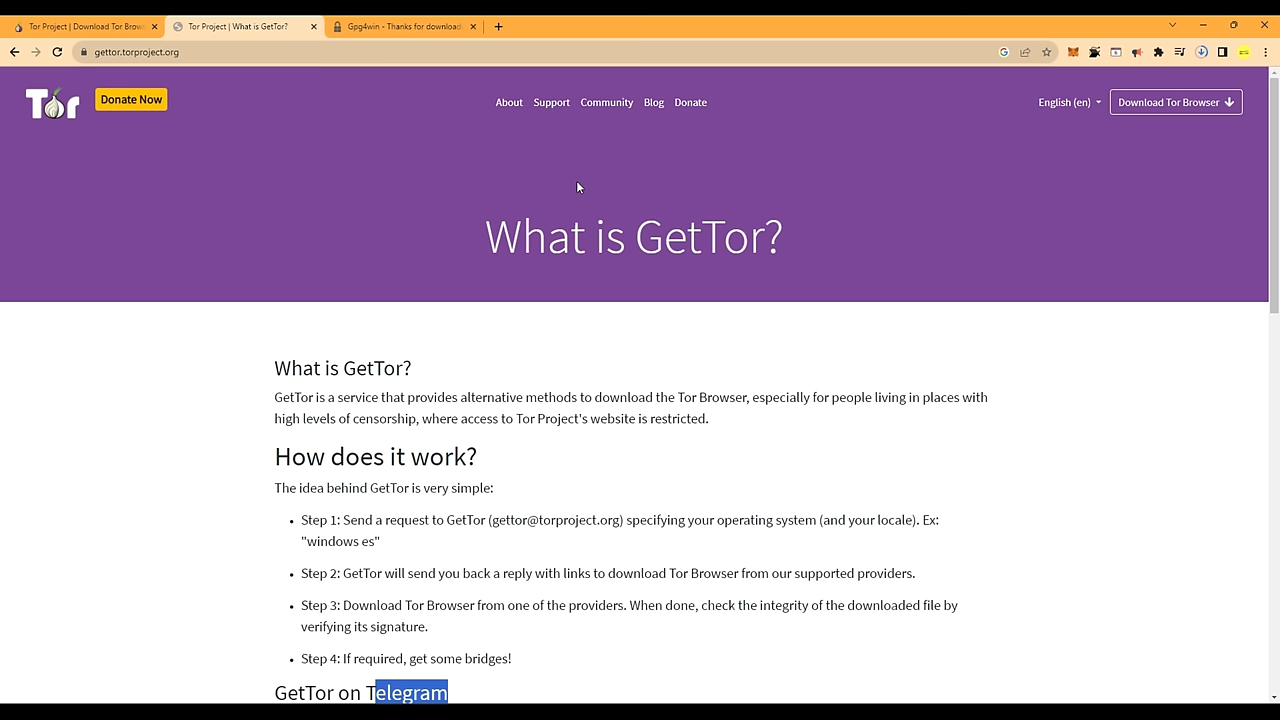 Tor Project | Download Tor Brow
Tor Project | What is GetTor?
Gpg4win - Thanks for download
gettor.torproject.org
Tor
Donate Now
About Support Community Blog Donate
English (en)
Download Tor Browser
What is GetTor?
What is GetTor?
GetTor is a service that provides alternative methods to download the Tor Browser, especially for people living in places with
high levels of censorship, where access to Tor Project's website is restricted.
How does it work?
The idea behind GetTor is very simple:
• Step 1: Send a request to GetTor (gettor@torproject.org) specifying your operating system (and your locale). Ex:
"windows es"
• Step 2: GetTor will send you back a reply with links to download Tor Browser from our supported providers.
• Step 3: Download Tor Browser from one of the providers. When done, check the integrity of the downloaded file by
verifying its signature.
• Step 4: If required, get some bridges!
GetTor on Telegram